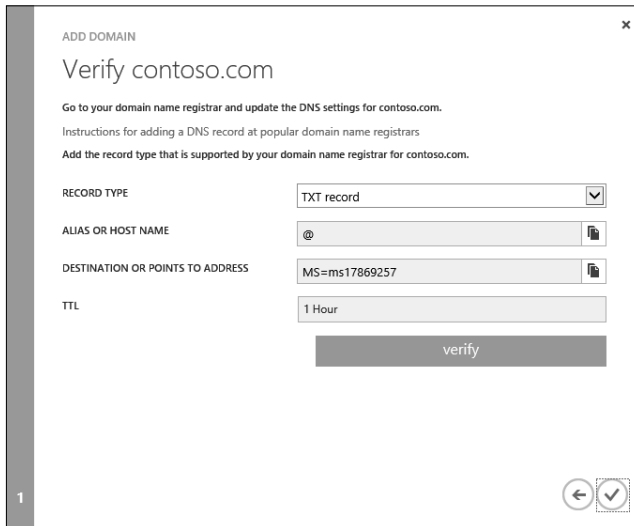 ×
ADD DOMAIN
Verify contoso.com
Go to your domain name registrar and update the DNS settings for contoso.com.
Instructions for adding a DNS record at popular domain name registrars
Add the record type that is supported by your domain name registrar for contoso.com.
RECORD TYPE
TXT record
ALIAS OR HOST NAME
@
DESTINATION OR POINTS TO ADDRESS
MS=ms17869257
TTL
1 Hour
verify
1